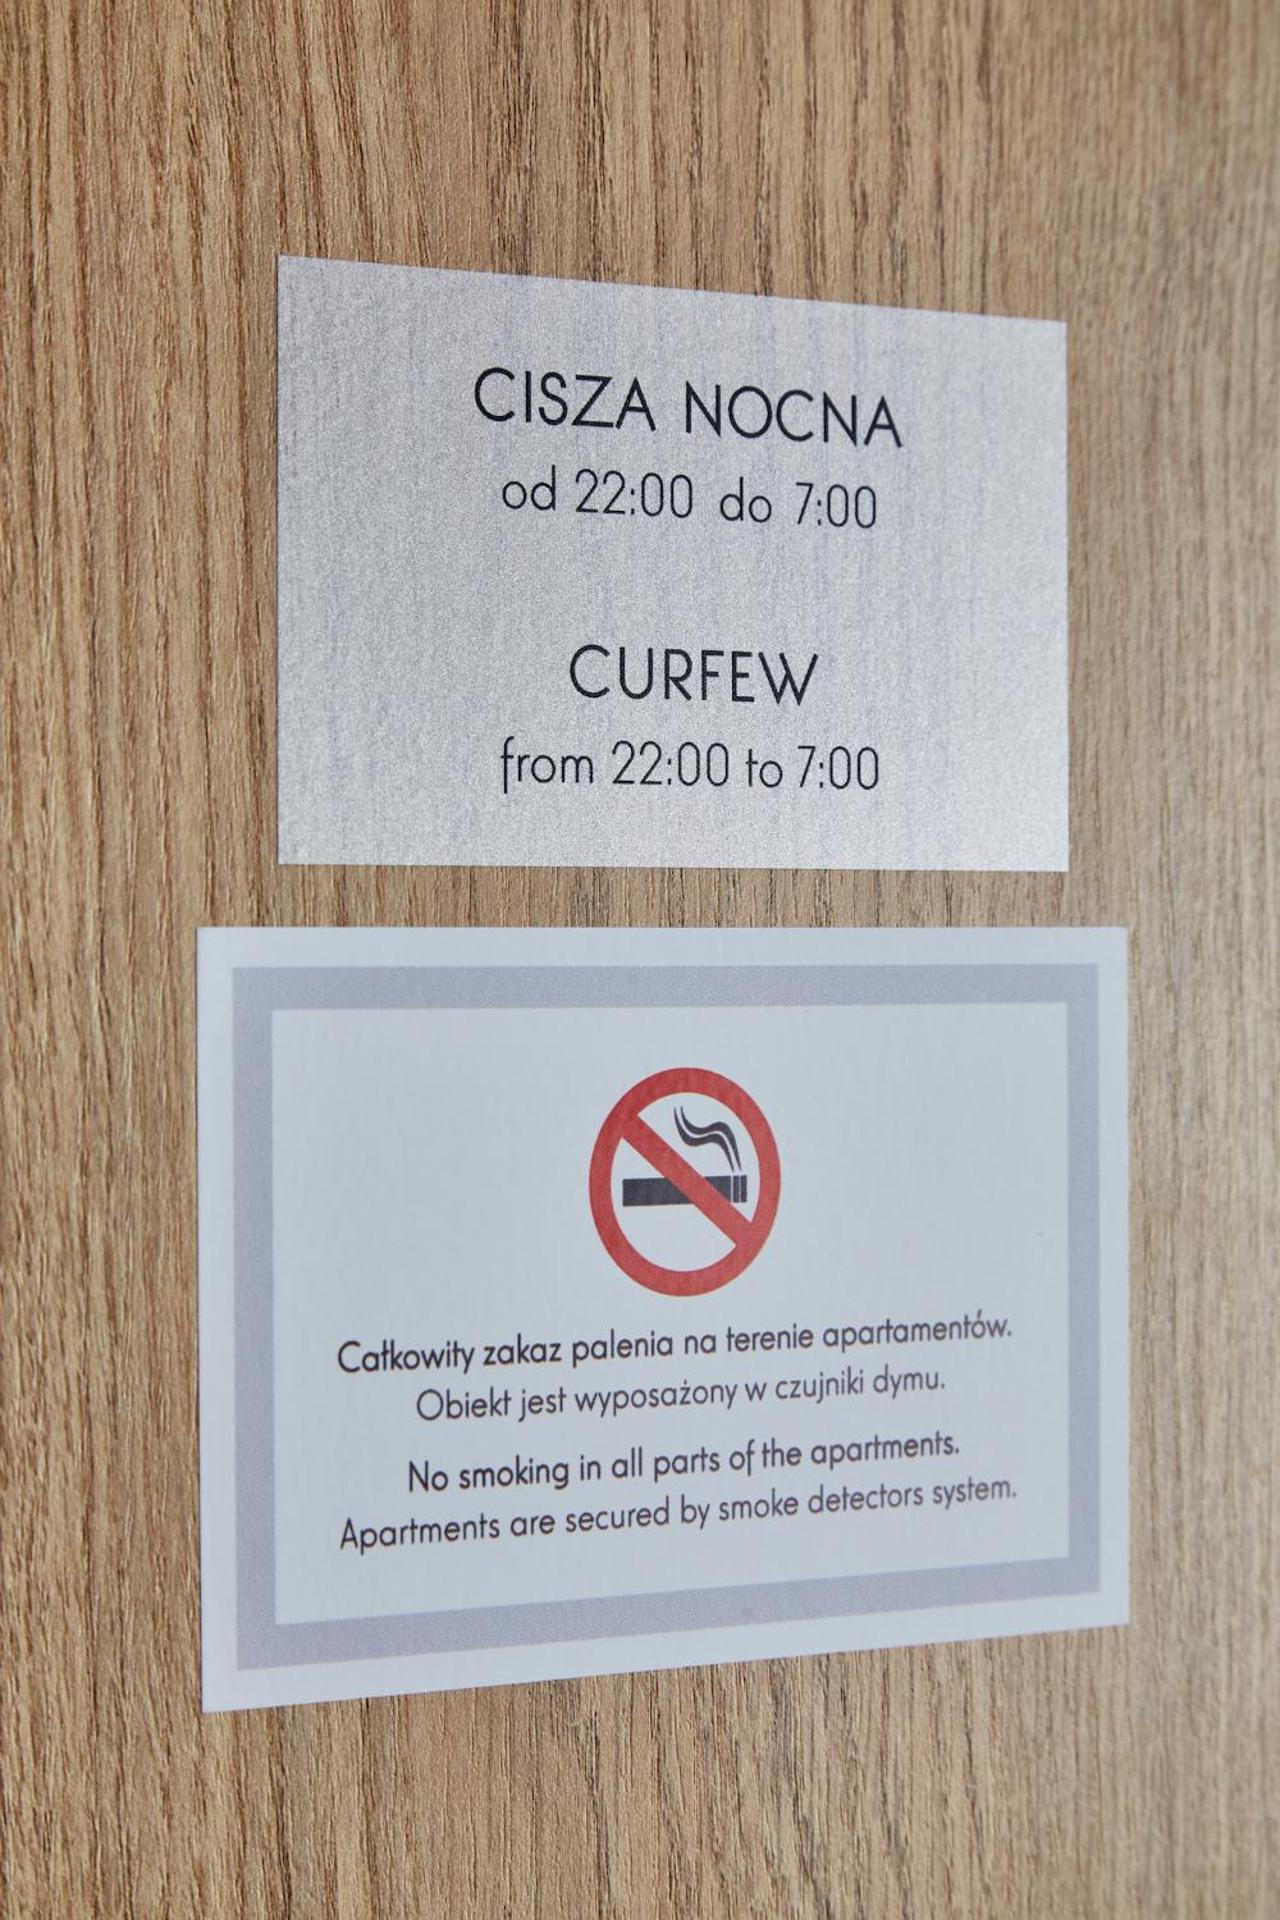 CISZA NOCNA
od 22:00 do 7:00
CURFEW
from 22:00 to 7:00
Całkowity zakaz palenia na terenie apartamentów.
Obiekt jest wyposażony w czujniki dymu.
No smoking in all parts of the apartments.
Apartments are secured by smoke detectors system.